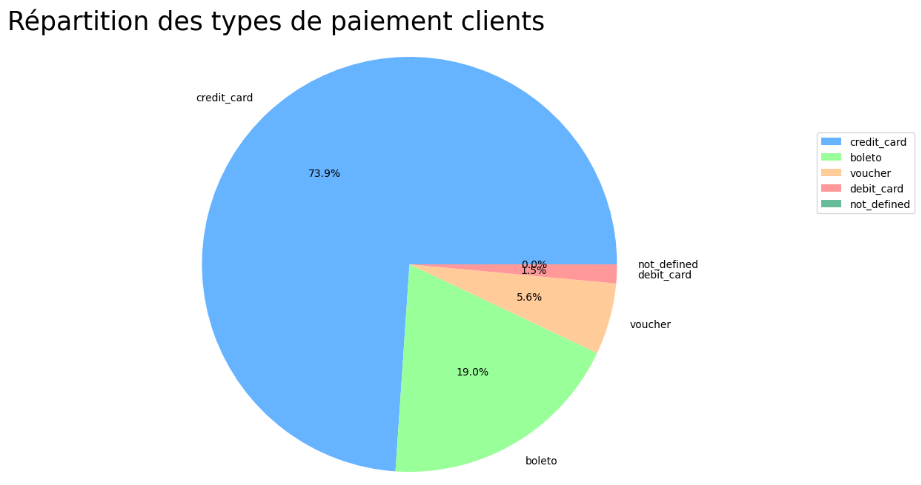 Répartition des types de paiement clients
credit_card
73.9%
0.0%
not_defined
1.5%
debit_card
5.6%
voucher
19.0%
boleto
credit_card
boleto
voucher
debit_card
not_defined